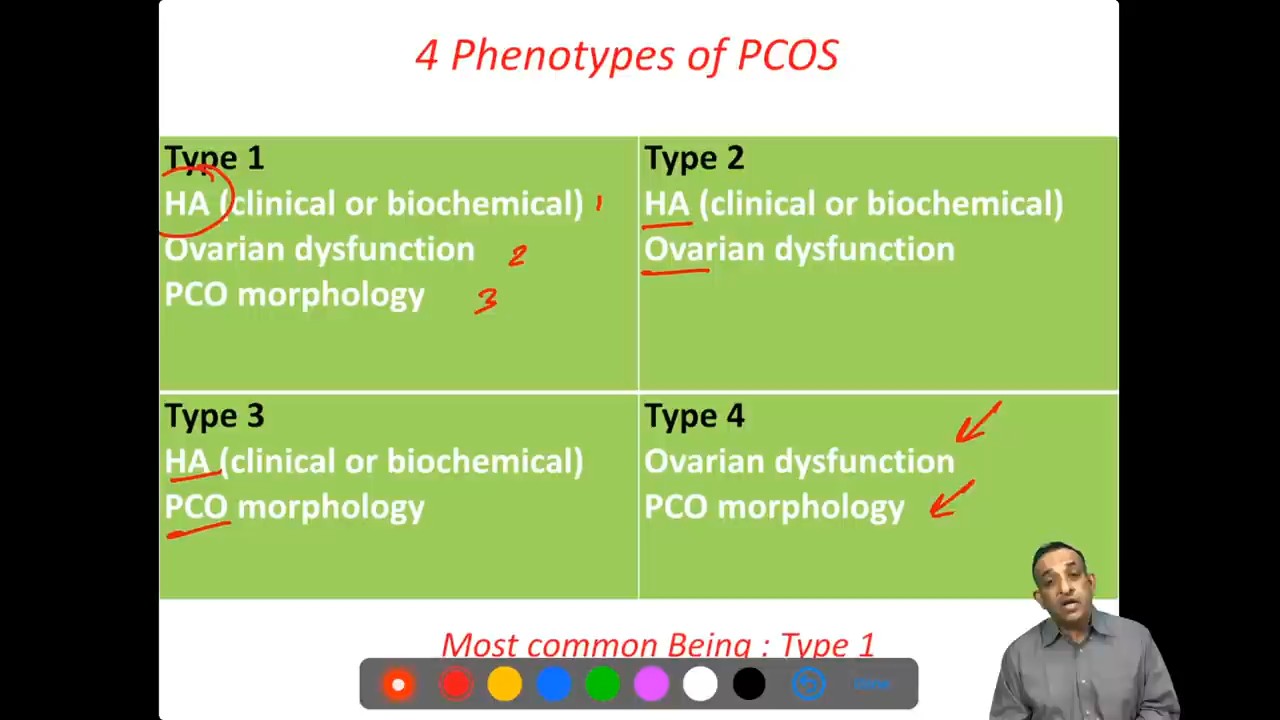 4 Phenotypes of PCOS
Type 1
HA (clinical or biochemical) 1
Ovarian dysfunction 2
PCO morphology 3
Type 2
HA (clinical or biochemical)
Ovarian dysfunction
Type 3
HA (clinical or biochemical)
PCO morphology
Type 4
Ovarian dysfunction
PCO morphology
Most common Being : Type 1